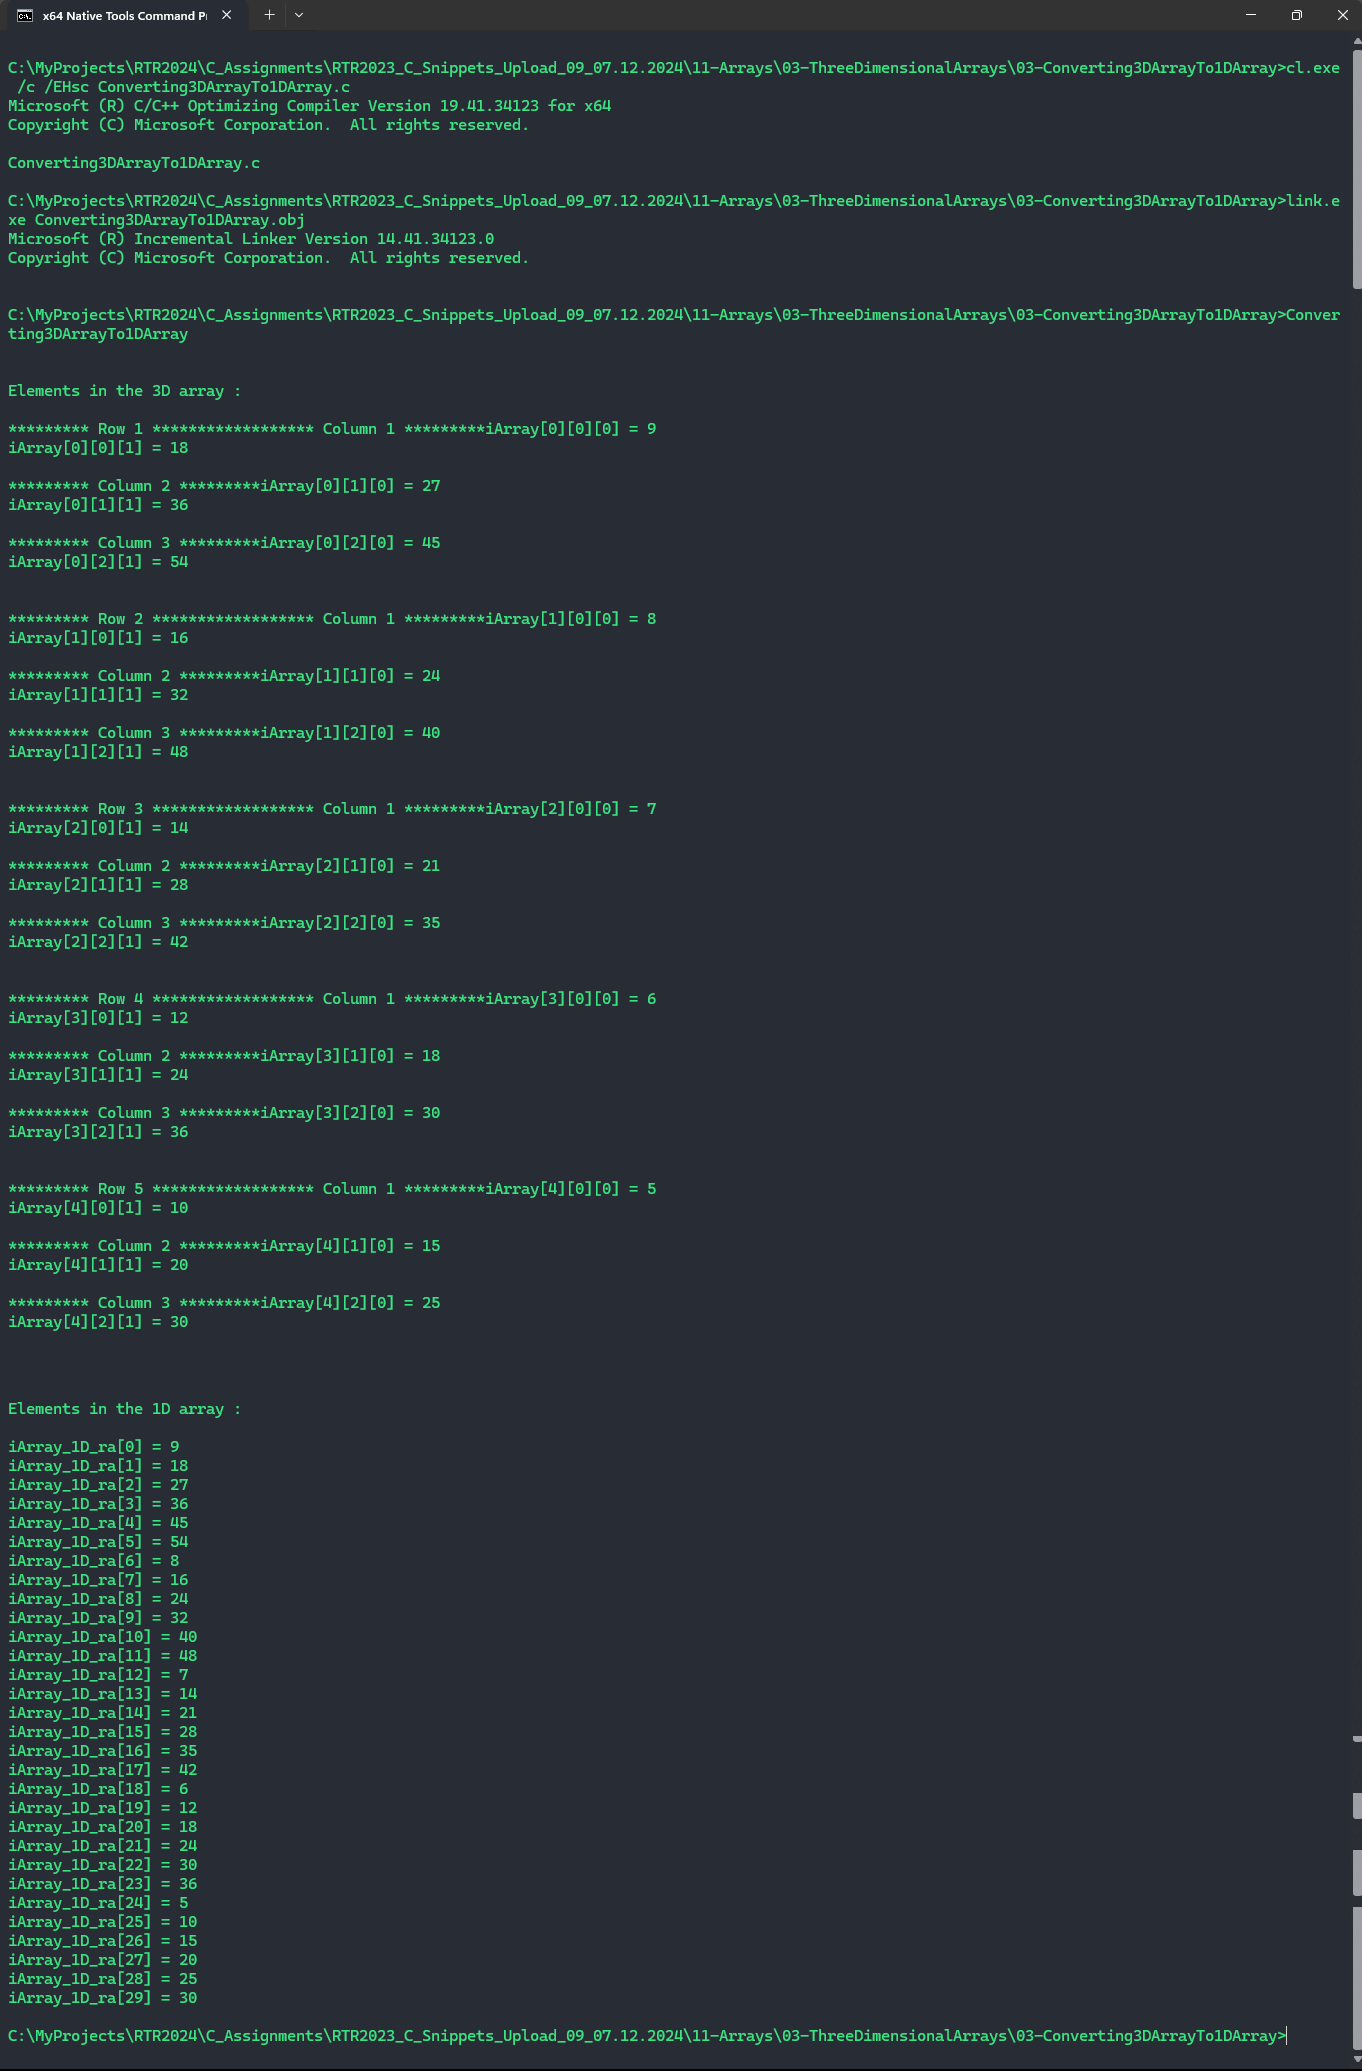 x64 Native Tools Command Pr
C:\MyProjects\RTR2024\C_Assignments\RTR2023_C_Snippets_Upload_09_07.12.2024\11-Arrays\03-ThreeDimensionalArrays\03-Converting3DArrayTo1DArray>cl.exe
/c /EHsc Converting3DArrayTo1DArray.c
Microsoft (R) C/C++ Optimizing Compiler Version 19.41.34123 for x64
Copyright (C) Microsoft Corporation.  All rights reserved.
Converting3DArrayTo1DArray.c
C:\MyProjects\RTR2024\C_Assignments\RTR2023_C_Snippets_Upload_09_07.12.2024\11-Arrays\03-ThreeDimensionalArrays\03-Converting3DArrayTo1DArray>link.e
xe Converting3DArrayTo1DArray.obj
Microsoft (R) Incremental Linker Version 14.41.34123.0
Copyright (C) Microsoft Corporation.  All rights reserved.
C:\MyProjects\RTR2024\C_Assignments\RTR2023_C_Snippets_Upload_09_07.12.2024\11-Arrays\03-ThreeDimensionalArrays\03-Converting3DArrayTo1DArray>Conver
ting3DArrayTo1DArray
Elements in the 3D array :
********* Row 1 ****************** Column 1 *********iArray[0][0][0] = 9
iArray[0][0][1] = 18
********* Column 2 *********iArray[0][1][0] = 27
iArray[0][1][1] = 36
********* Column 3 *********iArray[0][2][0] = 45
iArray[0][2][1] = 54
********* Row 2 ****************** Column 1 *********iArray[1][0][0] = 8
iArray[1][0][1] = 16
********* Column 2 *********iArray[1][1][0] = 24
iArray[1][1][1] = 32
********* Column 3 *********iArray[1][2][0] = 40
iArray[1][2][1] = 48
********* Row 3 ****************** Column 1 *********iArray[2][0][0] = 7
iArray[2][0][1] = 14
********* Column 2 *********iArray[2][1][0] = 21
iArray[2][1][1] = 28
********* Column 3 *********iArray[2][2][0] = 35
iArray[2][2][1] = 42
********* Row 4 ****************** Column 1 *********iArray[3][0][0] = 6
iArray[3][0][1] = 12
********* Column 2 *********iArray[3][1][0] = 18
iArray[3][1][1] = 24
********* Column 3 *********iArray[3][2][0] = 30
iArray[3][2][1] = 36
********* Row 5 ****************** Column 1 *********iArray[4][0][0] = 5
iArray[4][0][1] = 10
********* Column 2 *********iArray[4][1][0] = 15
iArray[4][1][1] = 20
********* Column 3 *********iArray[4][2][0] = 25
iArray[4][2][1] = 30
Elements in the 1D array :
iArray_1D_ra[0] = 9
iArray_1D_ra[1] = 18
iArray_1D_ra[2] = 27
iArray_1D_ra[3] = 36
iArray_1D_ra[4] = 45
iArray_1D_ra[5] = 54
iArray_1D_ra[6] = 8
iArray_1D_ra[7] = 16
iArray_1D_ra[8] = 24
iArray_1D_ra[9] = 32
iArray_1D_ra[10] = 40
iArray_1D_ra[11] = 48
iArray_1D_ra[12] = 7
iArray_1D_ra[13] = 14
iArray_1D_ra[14] = 21
iArray_1D_ra[15] = 28
iArray_1D_ra[16] = 35
iArray_1D_ra[17] = 42
iArray_1D_ra[18] = 6
iArray_1D_ra[19] = 12
iArray_1D_ra[20] = 18
iArray_1D_ra[21] = 24
iArray_1D_ra[22] = 30
iArray_1D_ra[23] = 36
iArray_1D_ra[24] = 5
iArray_1D_ra[25] = 10
iArray_1D_ra[26] = 15
iArray_1D_ra[27] = 20
iArray_1D_ra[28] = 25
iArray_1D_ra[29] = 30
C:\MyProjects\RTR2024\C_Assignments\RTR2023_C_Snippets_Upload_09_07.12.2024\11-Arrays\03-ThreeDimensionalArrays\03-Converting3DArrayTo1DArray>